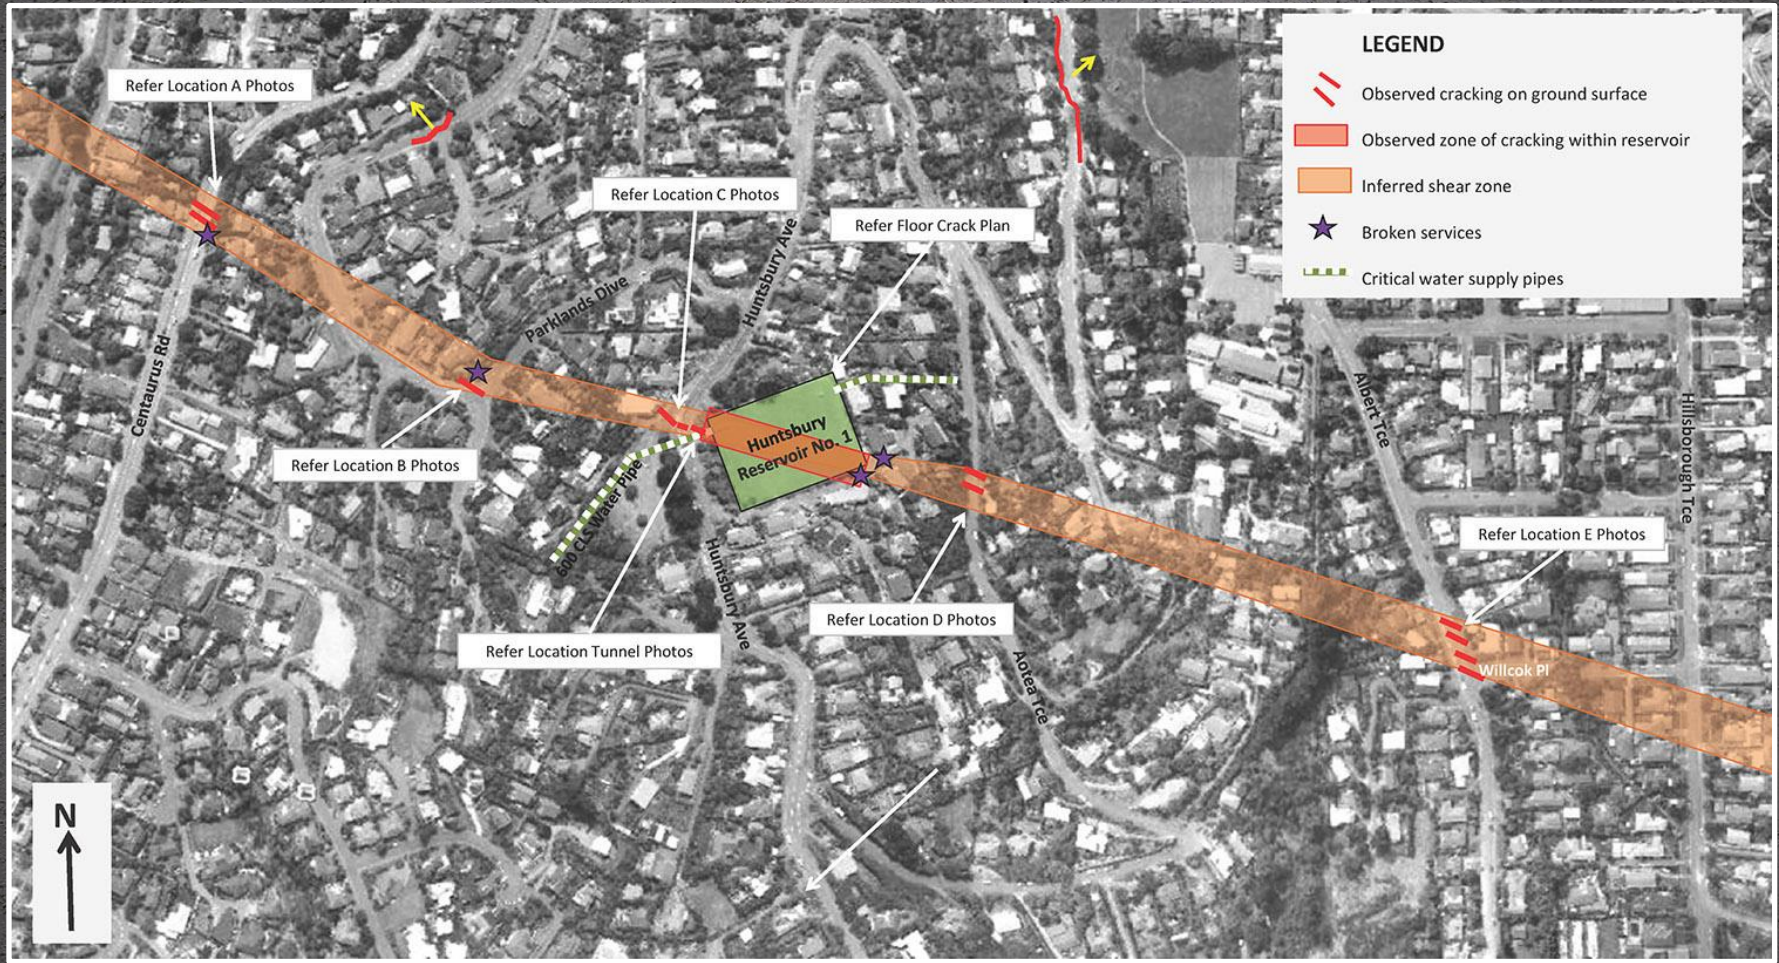 LEGEND
Observed cracking on ground surface
Observed zone of cracking within reservoir
Inferred shear zone
Broken services
Critical water supply pipes
Refer Location A Photos
Refer Location C Photos
Refer Floor Crack Plan
Huntsbury Ave
Parklands Dive
Centaurus Rd
Albert Tce
Hillsborough Tce
Huntsbury
Reservoir No. 1
Refer Location B Photos
600 CLS Water Pipe
Refer Location E Photos
Huntsbury Ave
Refer Location D Photos
Refer Location Tunnel Photos
Aotea Tce
Willcok Pl
N